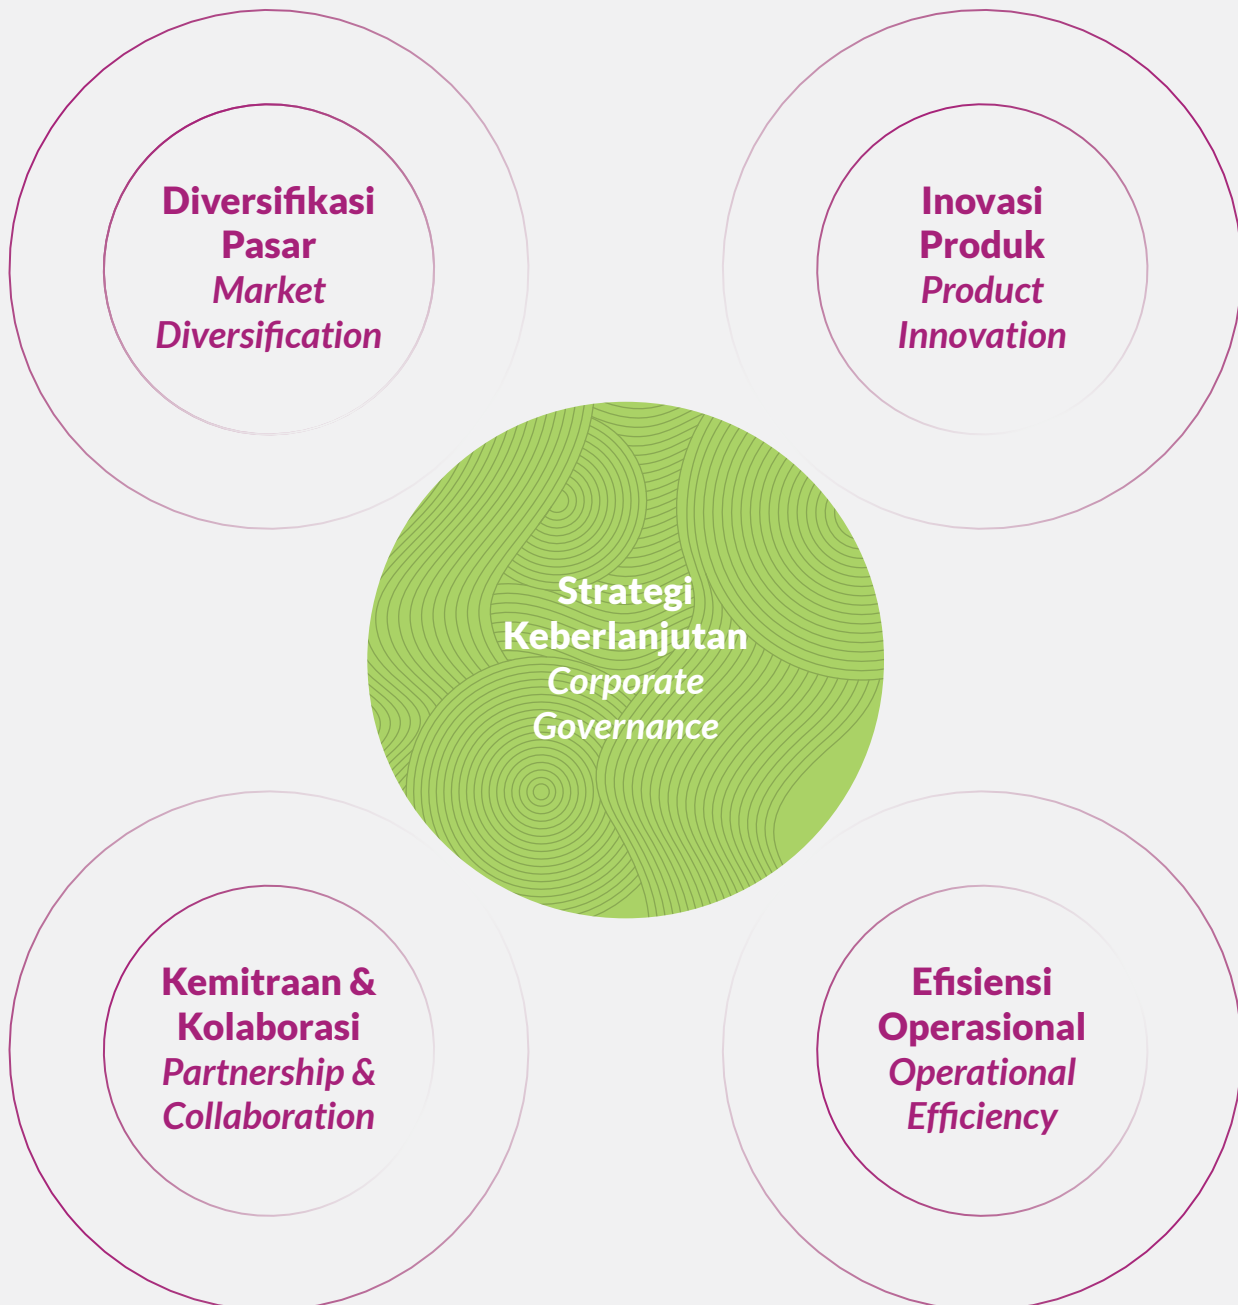 Diversifikasi
Pasar
Market
Diversification
Inovasi
Produk
Product
Innovation
Strategi
Keberlanjutan
Corporate
Governance
Kemitraan &
Kolaborasi
Partnership &
Collaboration
Efisiensi
Operasional
Operational
Efficiency